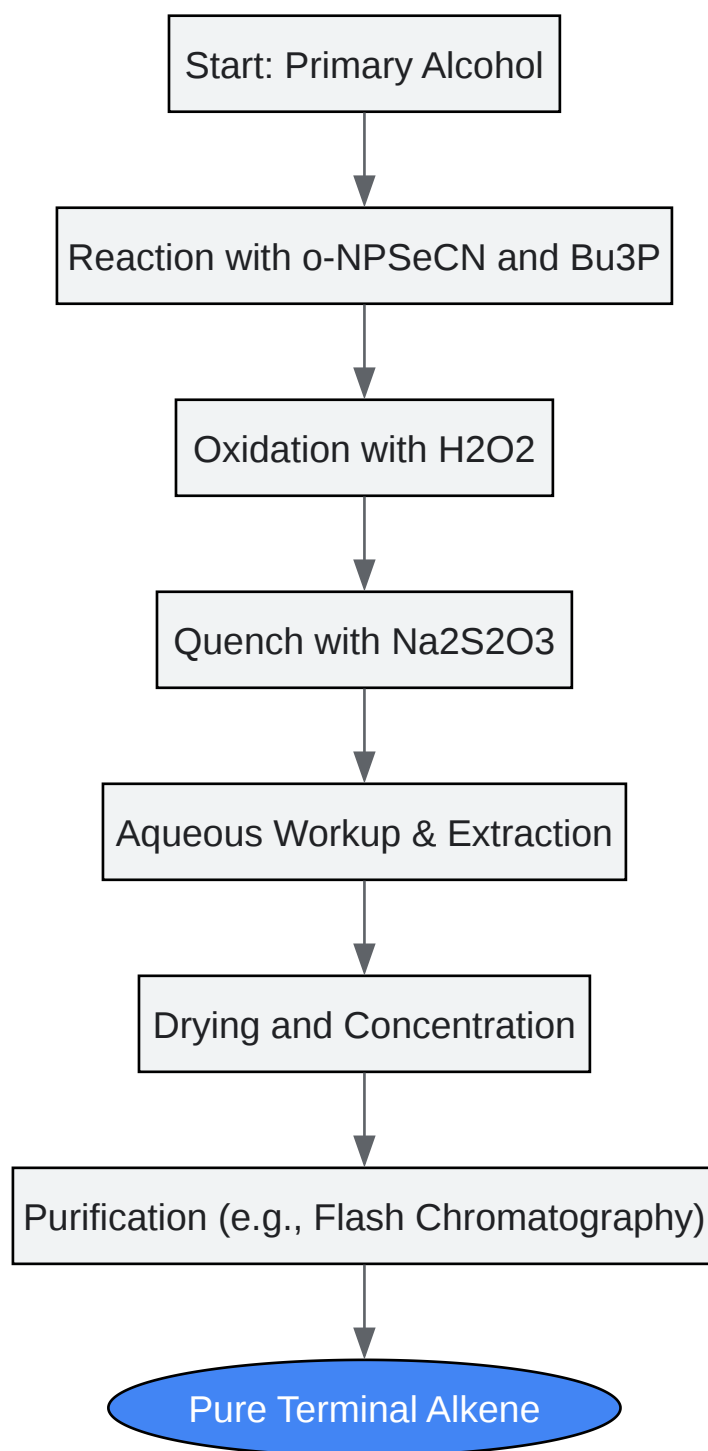 Start: Primary Alcohol
Reaction with o-NPSeCN and Bu3P
Oxidation with H2O2
Quench with Na2S2O3
Aqueous Workup & Extraction
Drying and Concentration
Purification (e.g., Flash Chromatography)
Pure Terminal Alkene